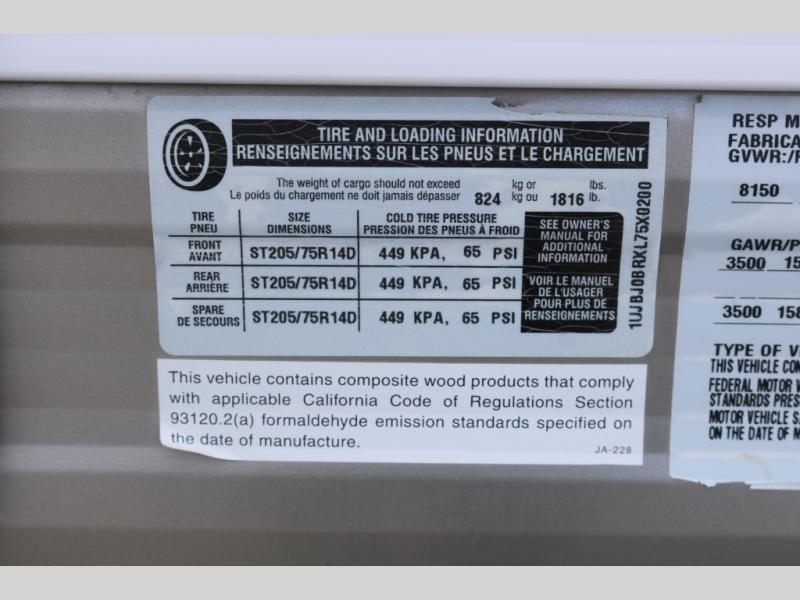 TIRE AND LOADING INFORMATION
RENSEIGNEMENTS SUR LES PNEUS ET LE CHARGEMENT
The weight of cargo should not exceed kg or lbs.
Le poids du chargement ne doit jamais dépasser 824 kg ou 1816 lb.
TIRE PNEU
SIZE DIMENSIONS
COLD TIRE PRESSURE
PRESSION DES PNEUS À FROID
FRONT AVANT ST205/75R14D 449 KPA, 65 PSI
REAR ARRIÈRE ST205/75R14D 449 KPA, 65 PSI
SPARE DE SECOURS ST205/75R14D 449 KPA, 65 PSI
SEE OWNER'S
MANUAL FOR
ADDITIONAL
INFORMATION
VOIR LE MANUEL
DE L'USAGER
POUR PLUS DE
RENSEIGNEMENTS
1UJBJ0BRXL75X0200
This vehicle contains composite wood products that comply
with applicable California Code of Regulations Section
93120.2(a) formaldehyde emission standards specified on
the date of manufacture.
JA-228
RESP M
FABRICA
GVWR:/P
8150
GAWR/P
3500 15
3500 158
TYPE OF V
THIS VEHICLE CON
FEDERAL MOTOR V
STANDARDS PRES
MOTOR VEHICLE S
ON THE DATE OF M